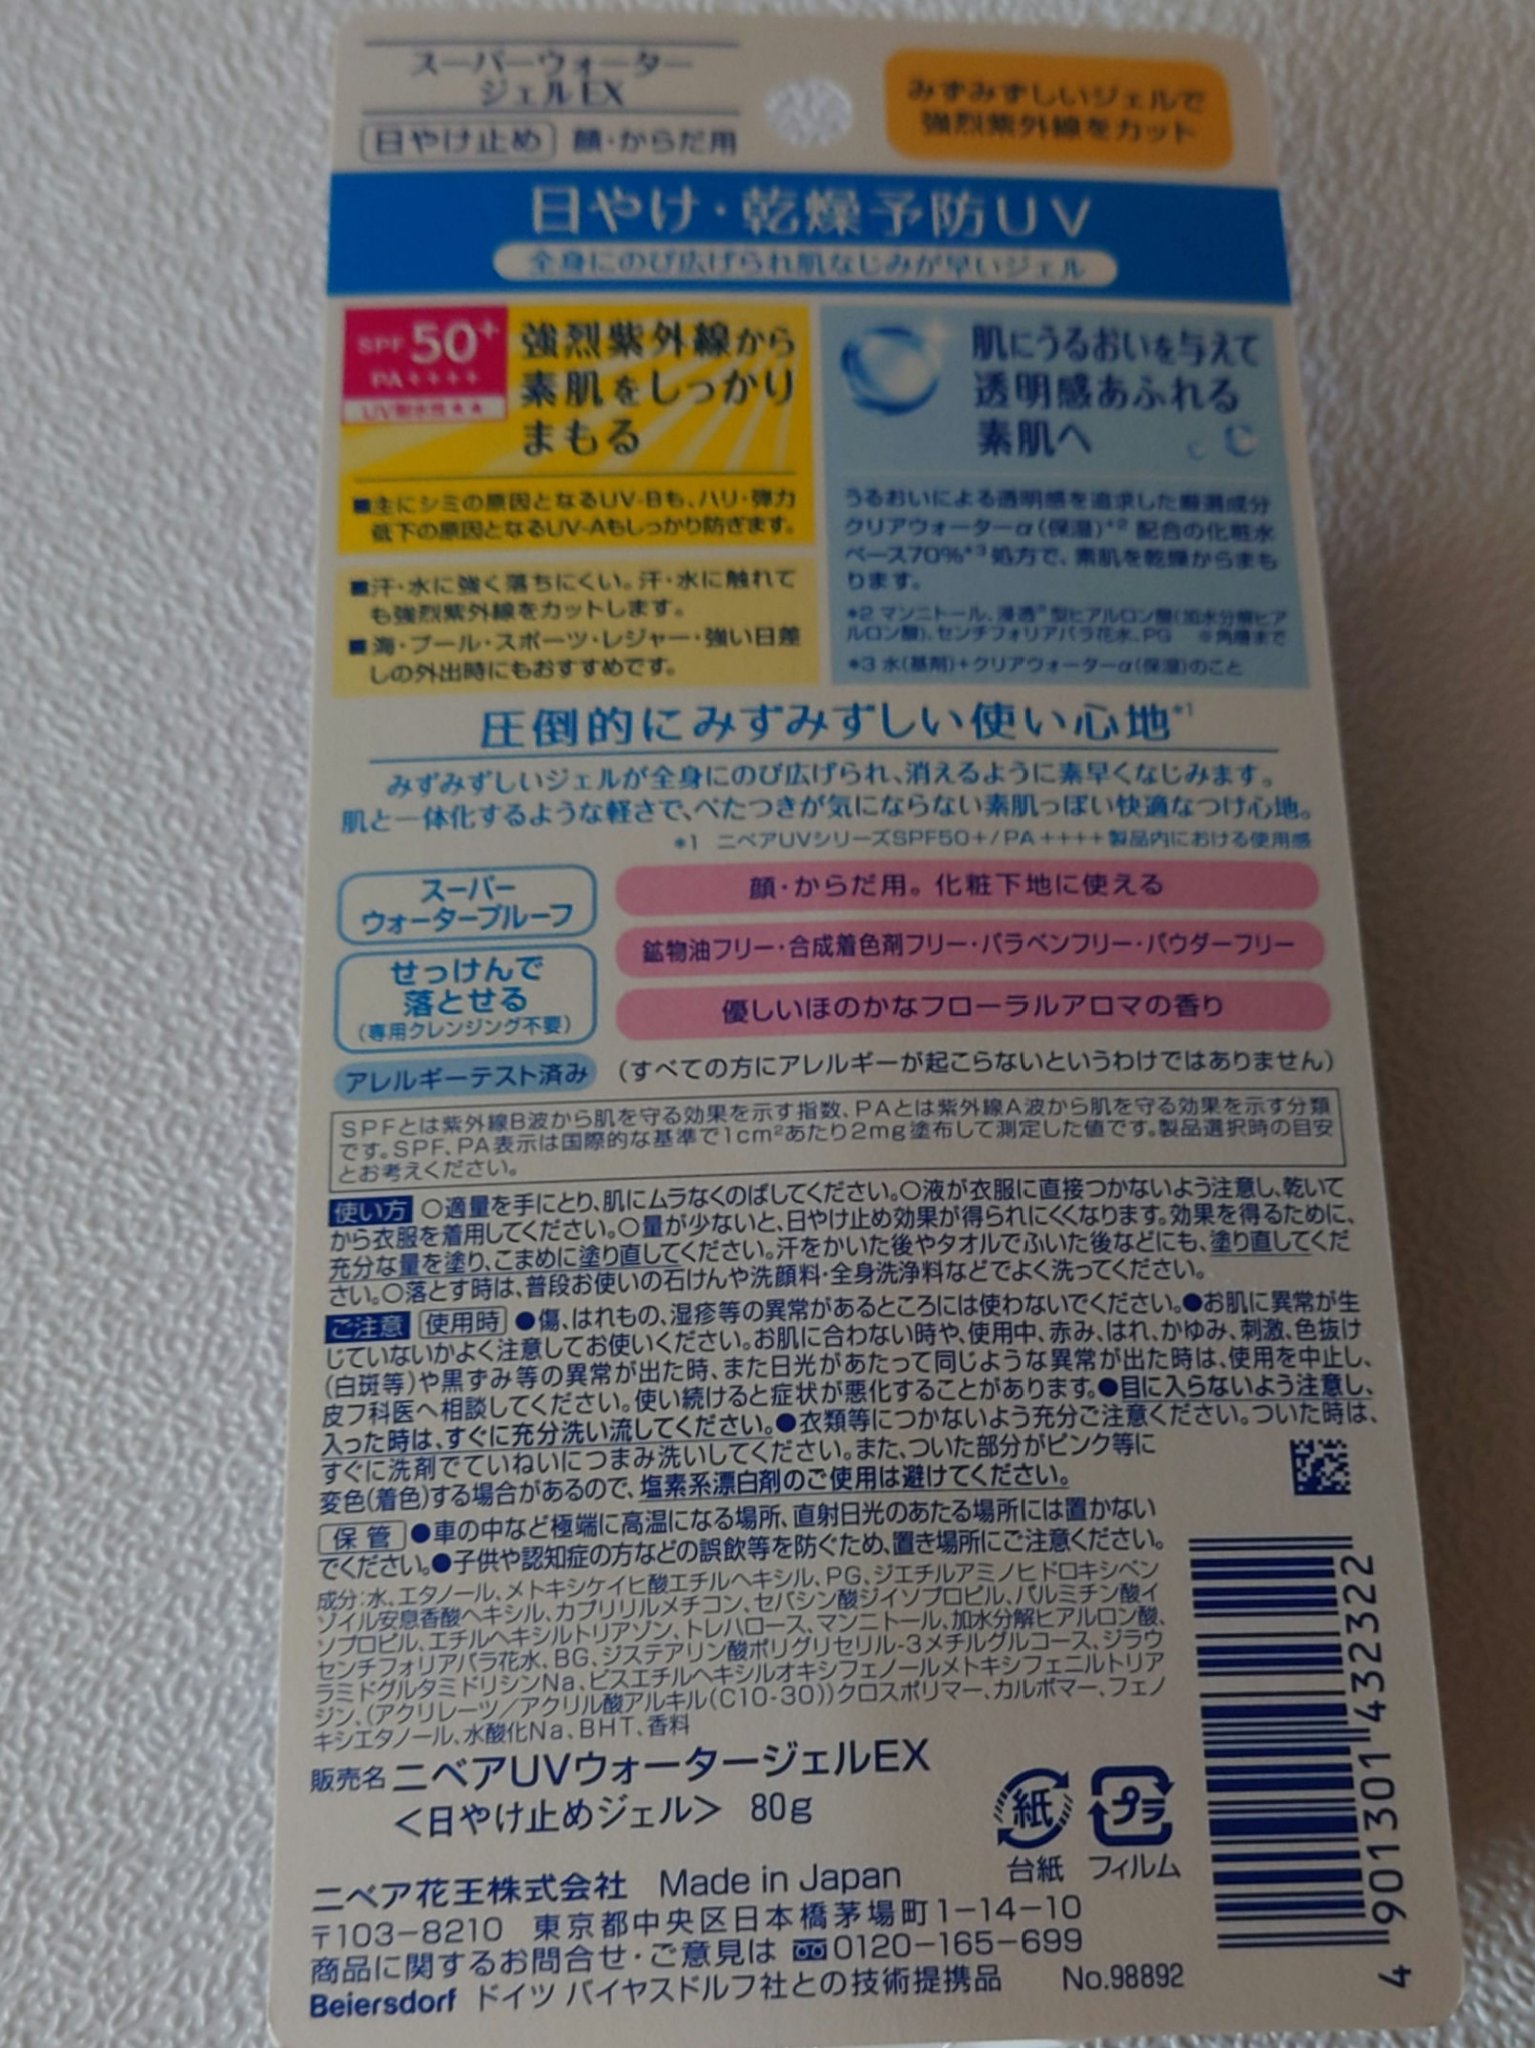 スーパーウォーター
ジェルEX
日やけ止め 顔・からだ用
みずみずしいジェルで
強烈紫外線をカット
日やけ・乾燥予防UV
全身にのび広げられ肌なじみが早いジェル
SPF 50+
PA++++
UV耐水性★★
強烈紫外線から
素肌をしっかり
まもる
■主にシミの原因となるUV-Bも、ハリ・弾力
低下の原因となるUV-Aもしっかり防ぎます。
■汗・水に強く落ちにくい。汗・水に触れて
も強烈紫外線をカットします。
■海・プール・スポーツ・レジャー・強い日差
しの外出時にもおすすめです。
肌にうるおいを与えて
透明感あふれる
素肌へ
うるおいによる透明感を追求した厳選成分
クリアウォーターα(保湿)*2 配合の化粧水
ベース70%*3処方で、素肌を乾燥からまも
ります。
*2 マンニトール、浸透※型ヒアルロン酸(加水分解ヒア
ルロン酸)、センチフォリアバラ花水、PG ※角層まで
*3 水(基剤)+クリアウォーターα(保湿)のこと
圧倒的にみずみずしい使い心地*1
みずみずしいジェルが全身にのび広げられ、消えるように素早くなじみます。
肌と一体化するような軽さで、べたつきが気にならない素肌っぽい快適なつけ心地。
*1 ニベアUVシリーズSPF50+/PA++++製品内における使用感
スーパー
ウォータープルーフ
せっけんで
落とせる
(専用クレンジング不要)
顔・からだ用。化粧下地に使える
鉱物油フリー・合成着色剤フリー・パラベンフリー・パウダーフリー
優しいほのかなフローラルアロマの香り
アレルギーテスト済み (すべての方にアレルギーが起こらないというわけではありません)
SPFとは紫外線B波から肌を守る効果を示す指数、PAとは紫外線A波から肌を守る効果を示す分類
です。SPF、PA表示は国際的な基準で1cm²あたり2mg塗布して測定した値です。製品選択時の目安
とお考えください。
使い方 ○適量を手にとり、肌にムラなくのばしてください。○液が衣服に直接つかないよう注意し、乾いて
から衣服を着用してください。○量が少ないと、日やけ止め効果が得られにくくなります。効果を得るために、
充分な量を塗り、こまめに塗り直してください。汗をかいた後やタオルでふいた後などにも、塗り直してくだ
さい。○落とす時は、普段お使いの石けんや洗顔料・全身洗浄料などでよく洗ってください。
ご注意 使用時 ●傷、はれもの、湿疹等の異常があるところには使わないでください。●お肌に異常が生
じていないかよく注意してお使いください。お肌に合わない時や、使用中、赤み、はれ、かゆみ、刺激、色抜け
(白斑等)や黒ずみ等の異常が出た時、また日光があたって同じような異常が出た時は、使用を中止し、
皮フ科医へ相談してください。使い続けると症状が悪化することがあります。●目に入らないよう注意し、
入った時は、すぐに充分洗い流してください。●衣類等につかないよう充分ご注意ください。ついた時は、
すぐに洗剤でていねいにつまみ洗いしてください。また、ついた部分がピンク等に
変色(着色)する場合があるので、塩素系漂白剤のご使用は避けてください。
保管 ●車の中など極端に高温になる場所、直射日光のあたる場所には置かない
でください。●子供や認知症の方などの誤飲等を防ぐため、置き場所にご注意ください。
成分:水、エタノール、メトキシケイヒ酸エチルヘキシル、PG、ジエチルアミノヒドロキシベン
ゾイル安息香酸ヘキシル、カプリリルメチコン、セバシン酸ジイソプロピル、パルミチン酸イ
ソプロピル、エチルヘキシルトリアゾン、トレハロース、マンニトール、加水分解ヒアルロン酸、
センチフォリアバラ花水、BG、ジステアリン酸ポリグリセリル-3メチルグルコース、ジラウ
ラミドグルタミドリシンNa、ビスエチルヘキシルオキシフェノールメトキシフェニルトリア
ジン、(アクリレーツ/アクリル酸アルキル(C10-30))クロスポリマー、カルボマー、フェノ
キシエタノール、水酸化Na、BHT、香料
販売名 ニベアUVウォータージェルEX
<日やけ止めジェル> 80g
紙 プラ
台紙 フィルム
ニベア花王株式会社 Made in Japan
〒103-8210 東京都中央区日本橋茅場町1-14-10
商品に関するお問合せ・ご意見は 0120-165-699
Beiersdorf ドイツ バイヤスドルフ社との技術提携品 No.98892
4 901301 432322